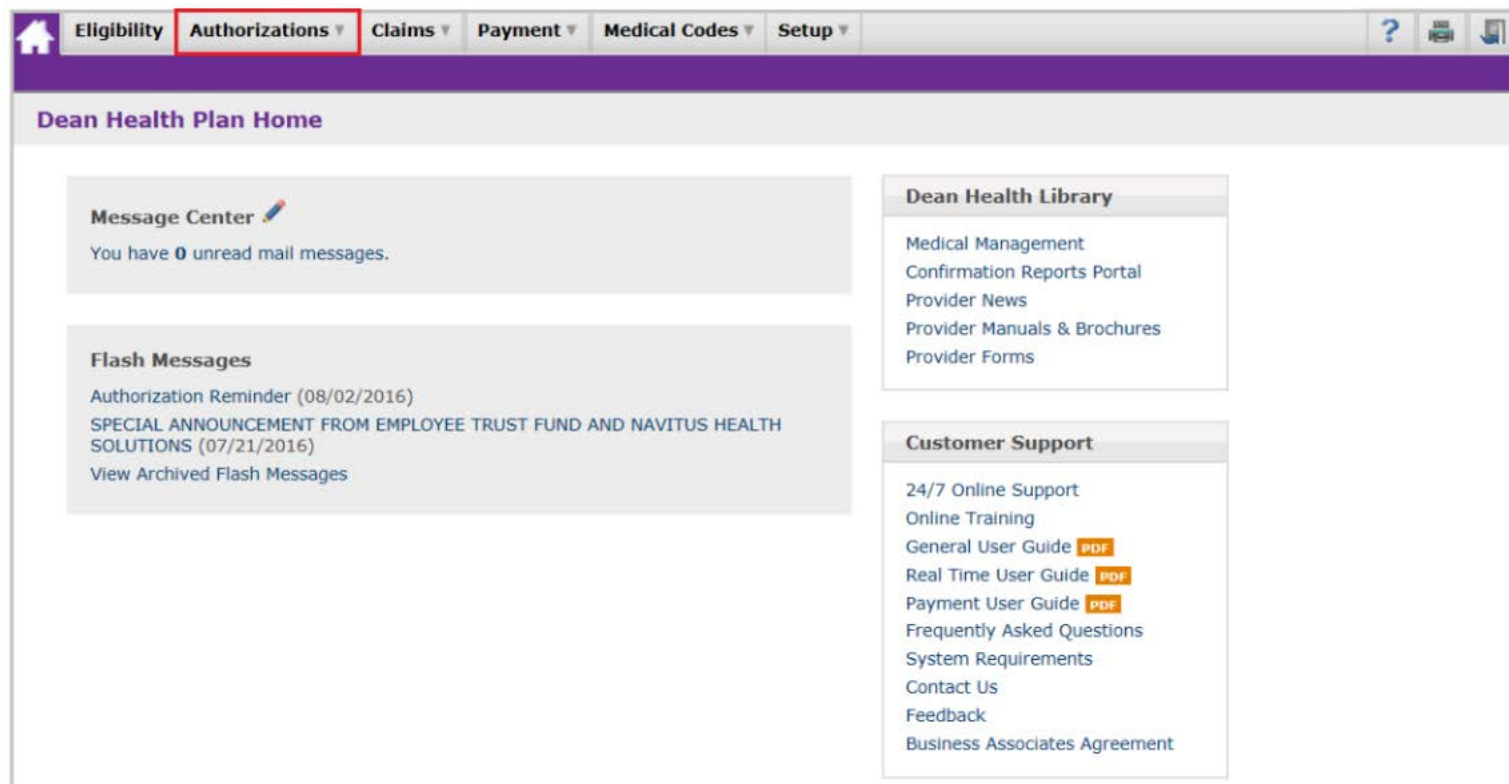 Eligibility Authorizations Claims Payment Medical Codes Setup ?
Dean Health Plan Home
Message Center
You have 0 unread mail messages.
Flash Messages
Authorization Reminder (08/02/2016)
SPECIAL ANNOUNCEMENT FROM EMPLOYEE TRUST FUND AND NAVITUS HEALTH
SOLUTIONS (07/21/2016)
View Archived Flash Messages
Dean Health Library
Medical Management
Confirmation Reports Portal
Provider News
Provider Manuals & Brochures
Provider Forms
Customer Support
24/7 Online Support
Online Training
General User Guide PDF
Real Time User Guide PDF
Payment User Guide PDF
Frequently Asked Questions
System Requirements
Contact Us
Feedback
Business Associates Agreement